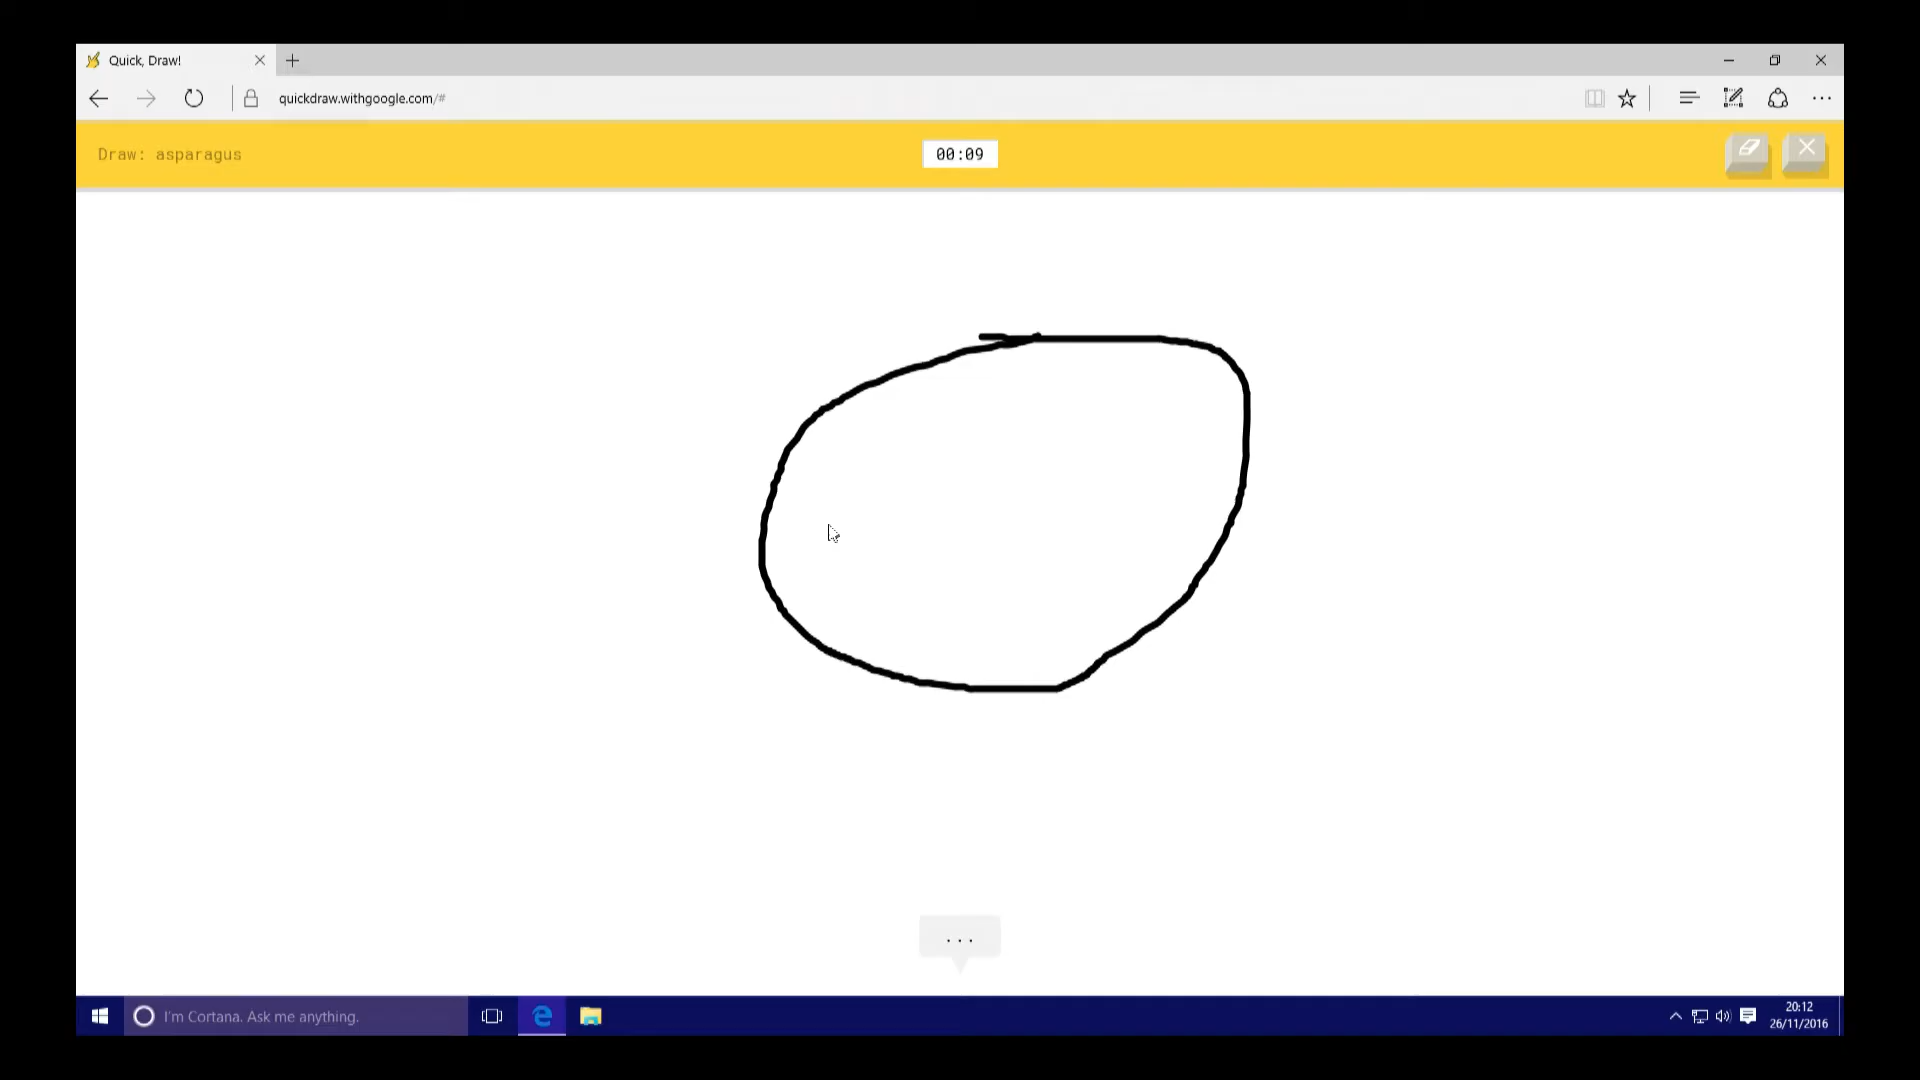 Quick, Draw!
quickdraw.withgoogle.com/#
Draw: asparagus
00:09
...
I'm Cortana. Ask me anything.
20:12
26/11/2016